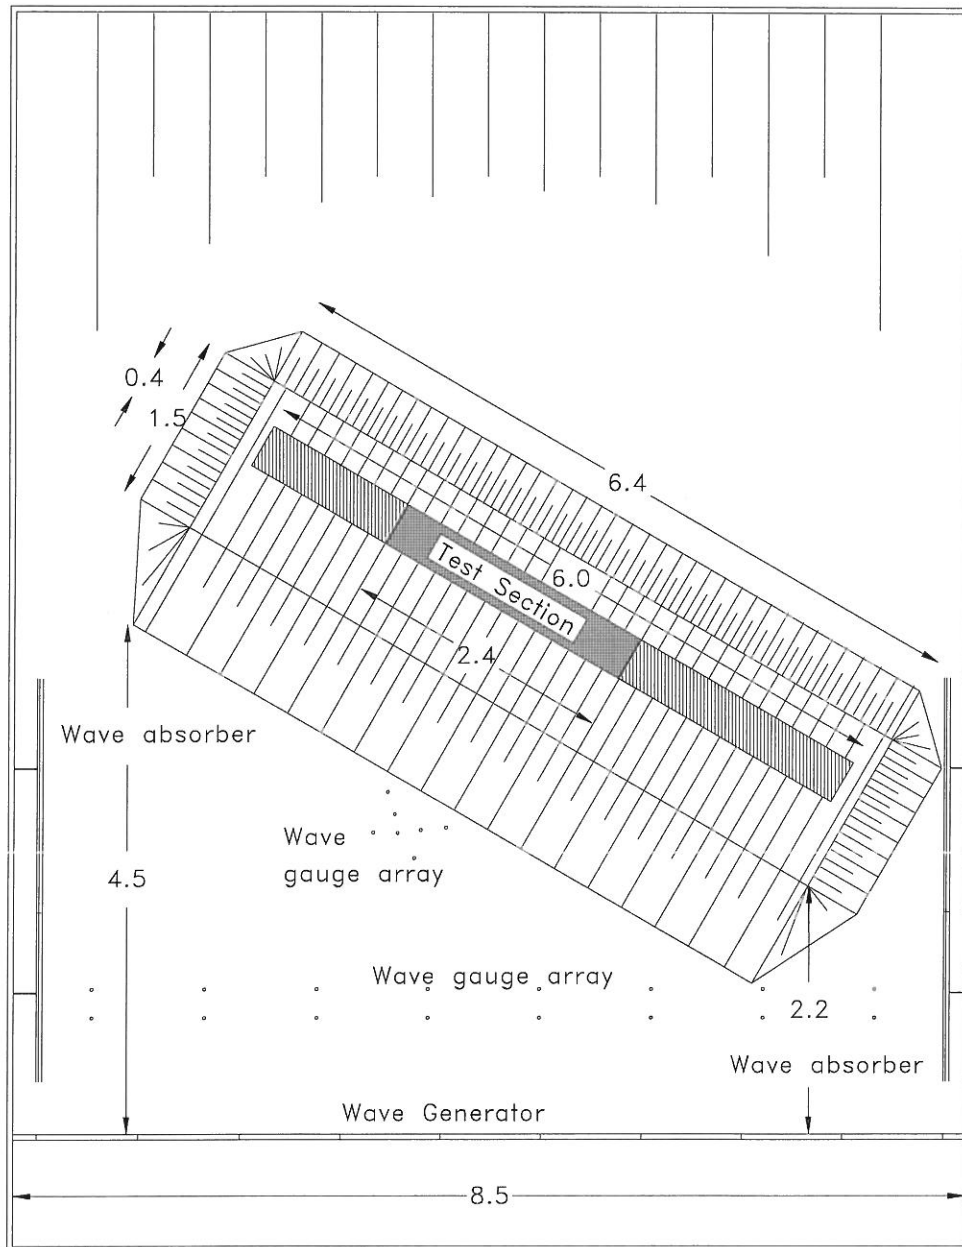 0.4
1.5
6.4
Test Section
6.0
2.4
Wave absorber
Wave
gauge array
4.5
Wave gauge array
2.2
Wave absorber
Wave Generator
8.5